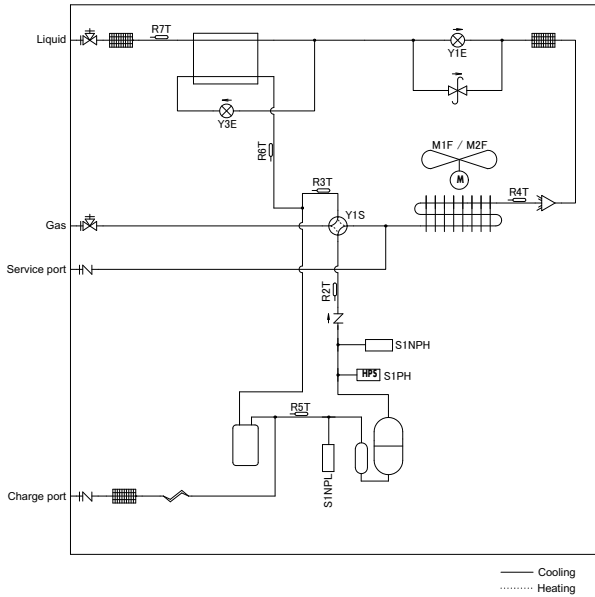 Liquid
R7T
Y1E
Y3E
R6T
M1F / M2F
M
R3T
R4T
Gas
Y1S
Service port
R2T
S1NPH
HPS
S1PH
R5T
S1NPL
Charge port
Cooling
Heating